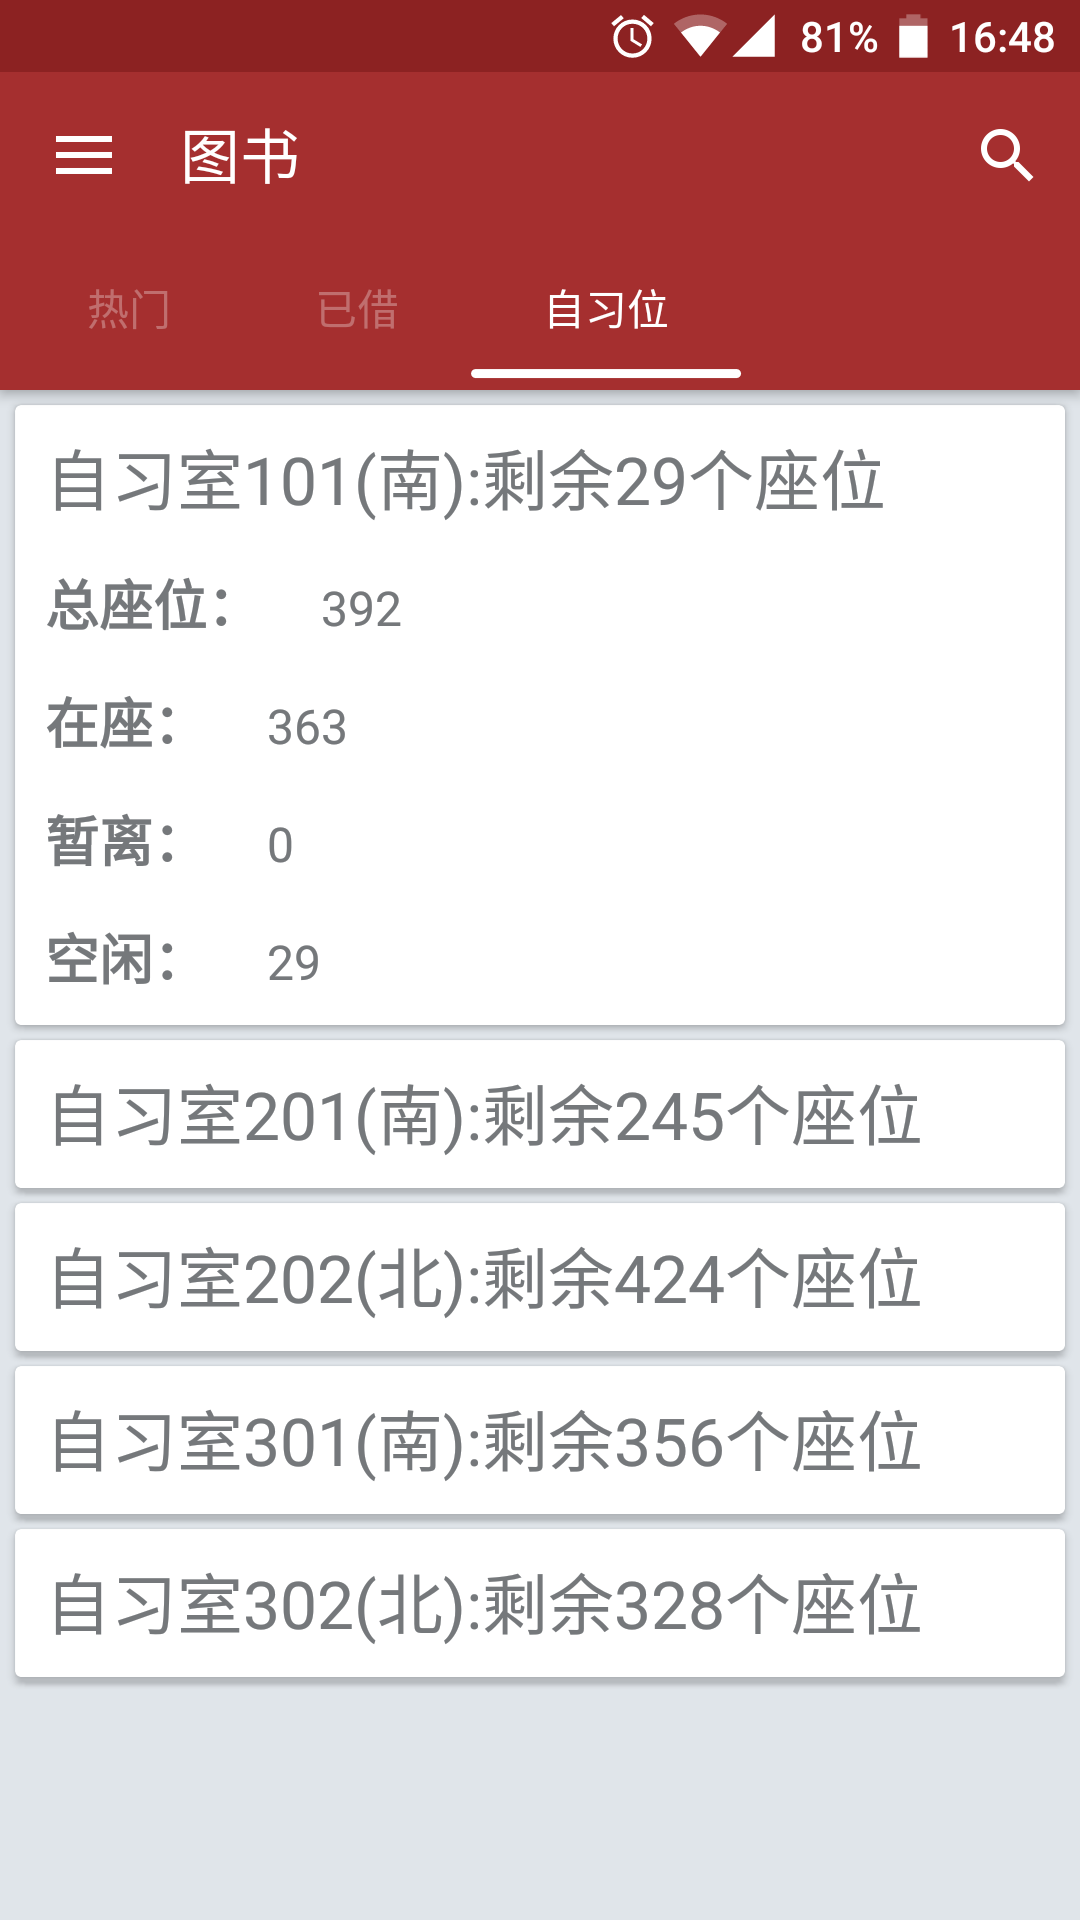 81% 16:48
图书
热门 已借 自习位
自习室101(南):剩余29个座位
总座位： 392
在座： 363
暂离： 0
空闲： 29
自习室201(南):剩余245个座位
自习室202(北):剩余424个座位
自习室301(南):剩余356个座位
自习室302(北):剩余328个座位